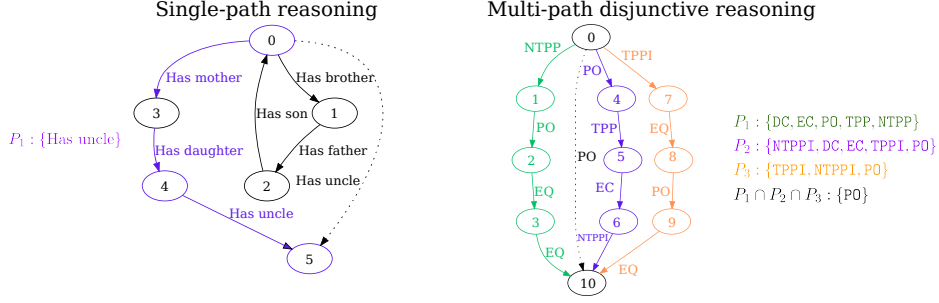 Single-path reasoning
0
Has mother
Has brother
3
1
Has son
P₁ : {Has uncle}
Has daughter
Has father
4
2
Has uncle
Has uncle
5
Multi-path disjunctive reasoning
0
NTPP
PO
TPPI
1
4
7
PO
TPP
EQ
PO
2
5
8
EQ
EC
PO
3
6
9
EQ
NTPPI
EQ
10
P₁ : {DC, EC, PO, TPP, NTPP}
P₂ : {NTPPI, DC, EC, TPPI, PO}
P₃ : {TPPI, NTPPI, PO}
P₁ ∩ P₂ ∩ P₃ : {PO}